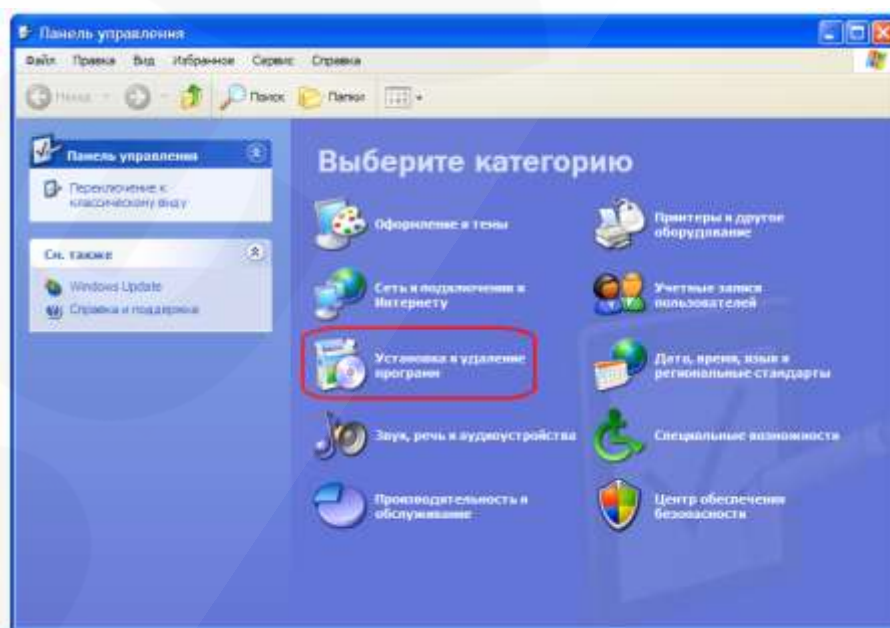 Панель управления
Файл Правка Вид Избранное Сервис Справка
Назад Поиск Папки
Панель управления
Переключение к
классическому виду
См. также
Windows Update
Справка и поддержка
Выберите категорию
Оформление и темы
Принтеры и другое
оборудование
Сеть и подключения к
Интернету
Учетные записи
пользователей
Установка и удаление
программ
Дата, время, язык и
региональные стандарты
Звук, речь и аудиоустройства
Специальные возможности
Производительность и
обслуживание
Центр обеспечения
безопасности